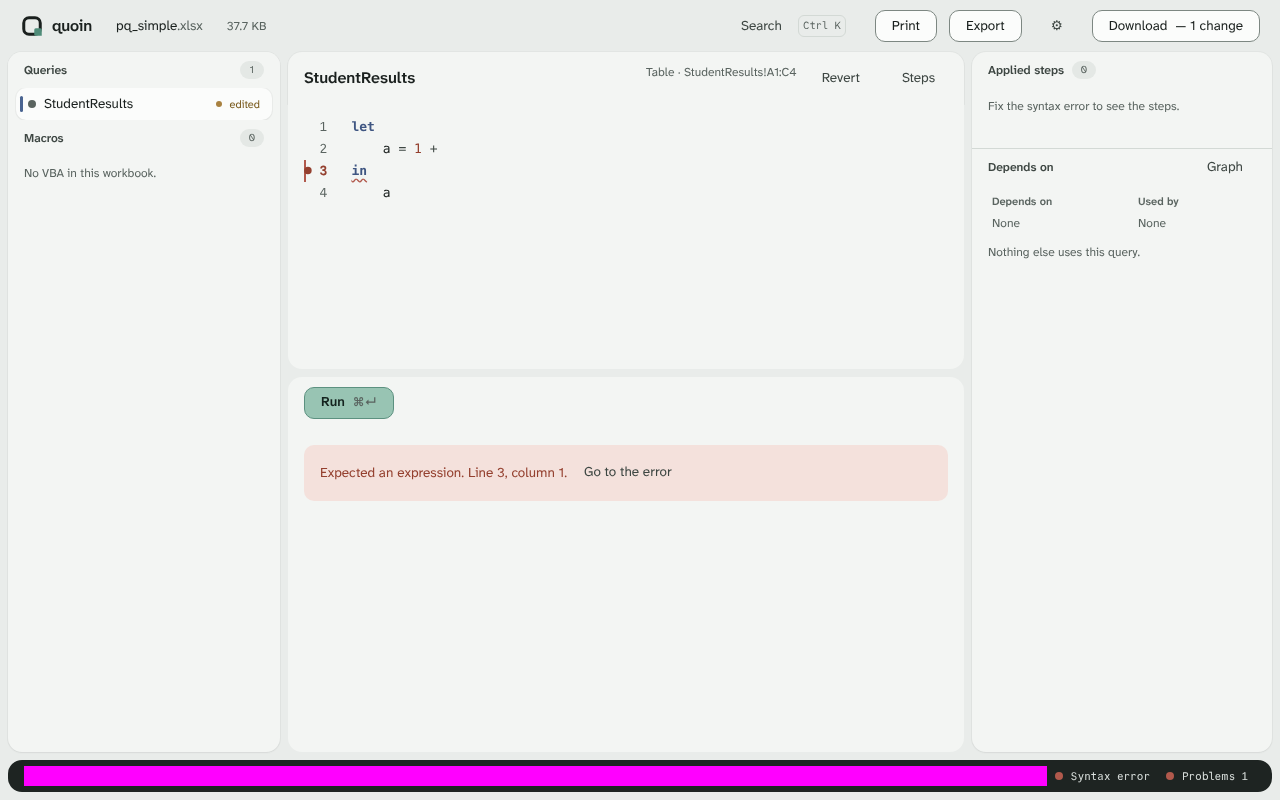 quoin pq_simple.xlsx 37.7 KB Search Ctrl K Print Export ⚙ Download — 1 change
Queries 1
StudentResults edited
Macros 0
No VBA in this workbook.
StudentResults Table · StudentResults!A1:C4 Revert Steps
1 let
2 a = 1 +
3 in
4 a
Run ⌘↵
Expected an expression. Line 3, column 1. Go to the error
Applied steps 0
Fix the syntax error to see the steps.
Depends on Graph
Depends on Used by
None None
Nothing else uses this query.
Syntax error Problems 1